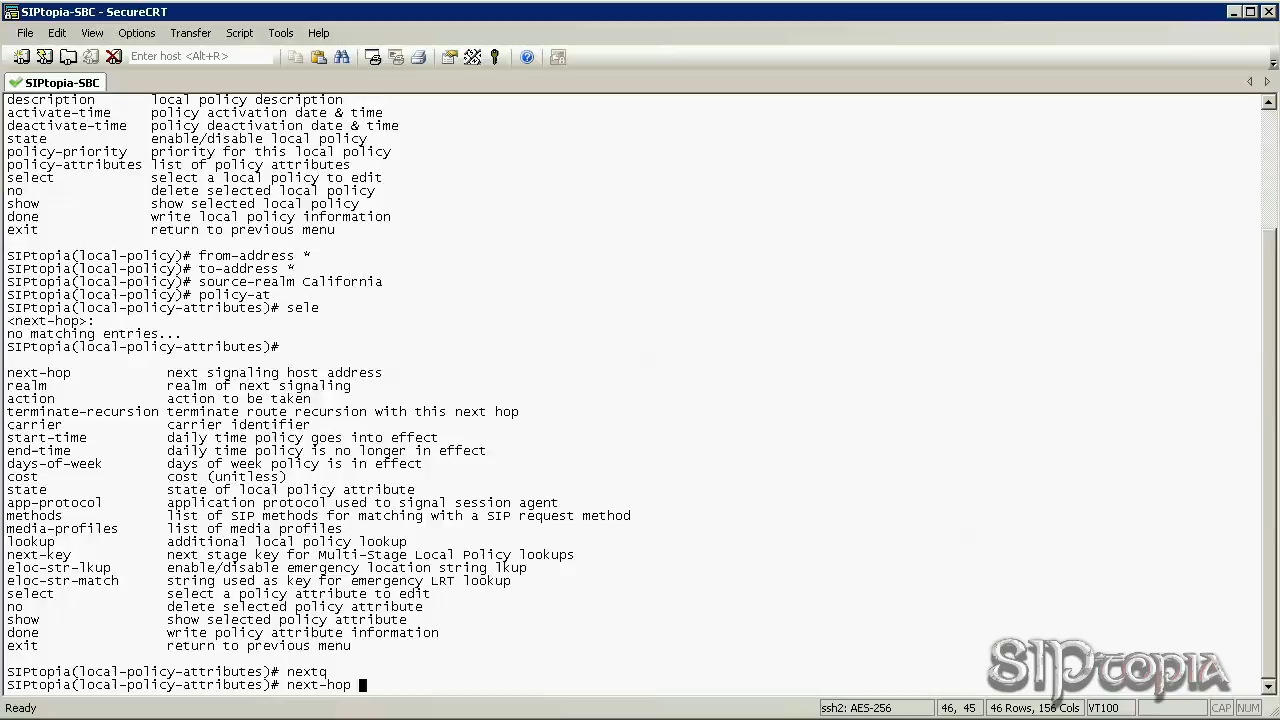 SIPtopia-SBC - SecureCRT
File Edit View Options Transfer Script Tools Help
Enter host <Alt+R>
SIPtopia-SBC
description local policy description
activate-time policy activation date & time
deactivate-time policy deactivation date & time
state enable/disable local policy
policy-priority priority for this local policy
policy-attributes list of policy attributes
select select a local policy to edit
no delete selected local policy
show show selected local policy
done write local policy information
exit return to previous menu
SIPtopia(local-policy)# from-address *
SIPtopia(local-policy)# to-address *
SIPtopia(local-policy)# source-realm California
SIPtopia(local-policy)# policy-at
SIPtopia(local-policy-attributes)# sele
<next-hop>:
no matching entries...
SIPtopia(local-policy-attributes)#
next-hop next signaling host address
realm realm of next signaling
action action to be taken
terminate-recursion terminate route recursion with this next hop
carrier carrier identifier
start-time daily time policy goes into effect
end-time daily time policy is no longer in effect
days-of-week days of week policy is in effect
cost cost (unitless)
state state of local policy attribute
app-protocol application protocol used to signal session agent
methods list of SIP methods for matching with a SIP request method
media-profiles list of media profiles
lookup additional local policy lookup
next-key next stage key for Multi-Stage Local Policy lookups
eloc-str-lkup enable/disable emergency location string lkup
eloc-str-match string used as key for emergency LRT lookup
select select a policy attribute to edit
no delete selected policy attribute
show show selected policy attribute
done write policy attribute information
exit return to previous menu
SIPtopia(local-policy-attributes)# nextq
SIPtopia(local-policy-attributes)# next-hop
SIPtopia
Ready ssh2: AES-256 46, 45 46 Rows, 156 Cols VT100 CAP NUM